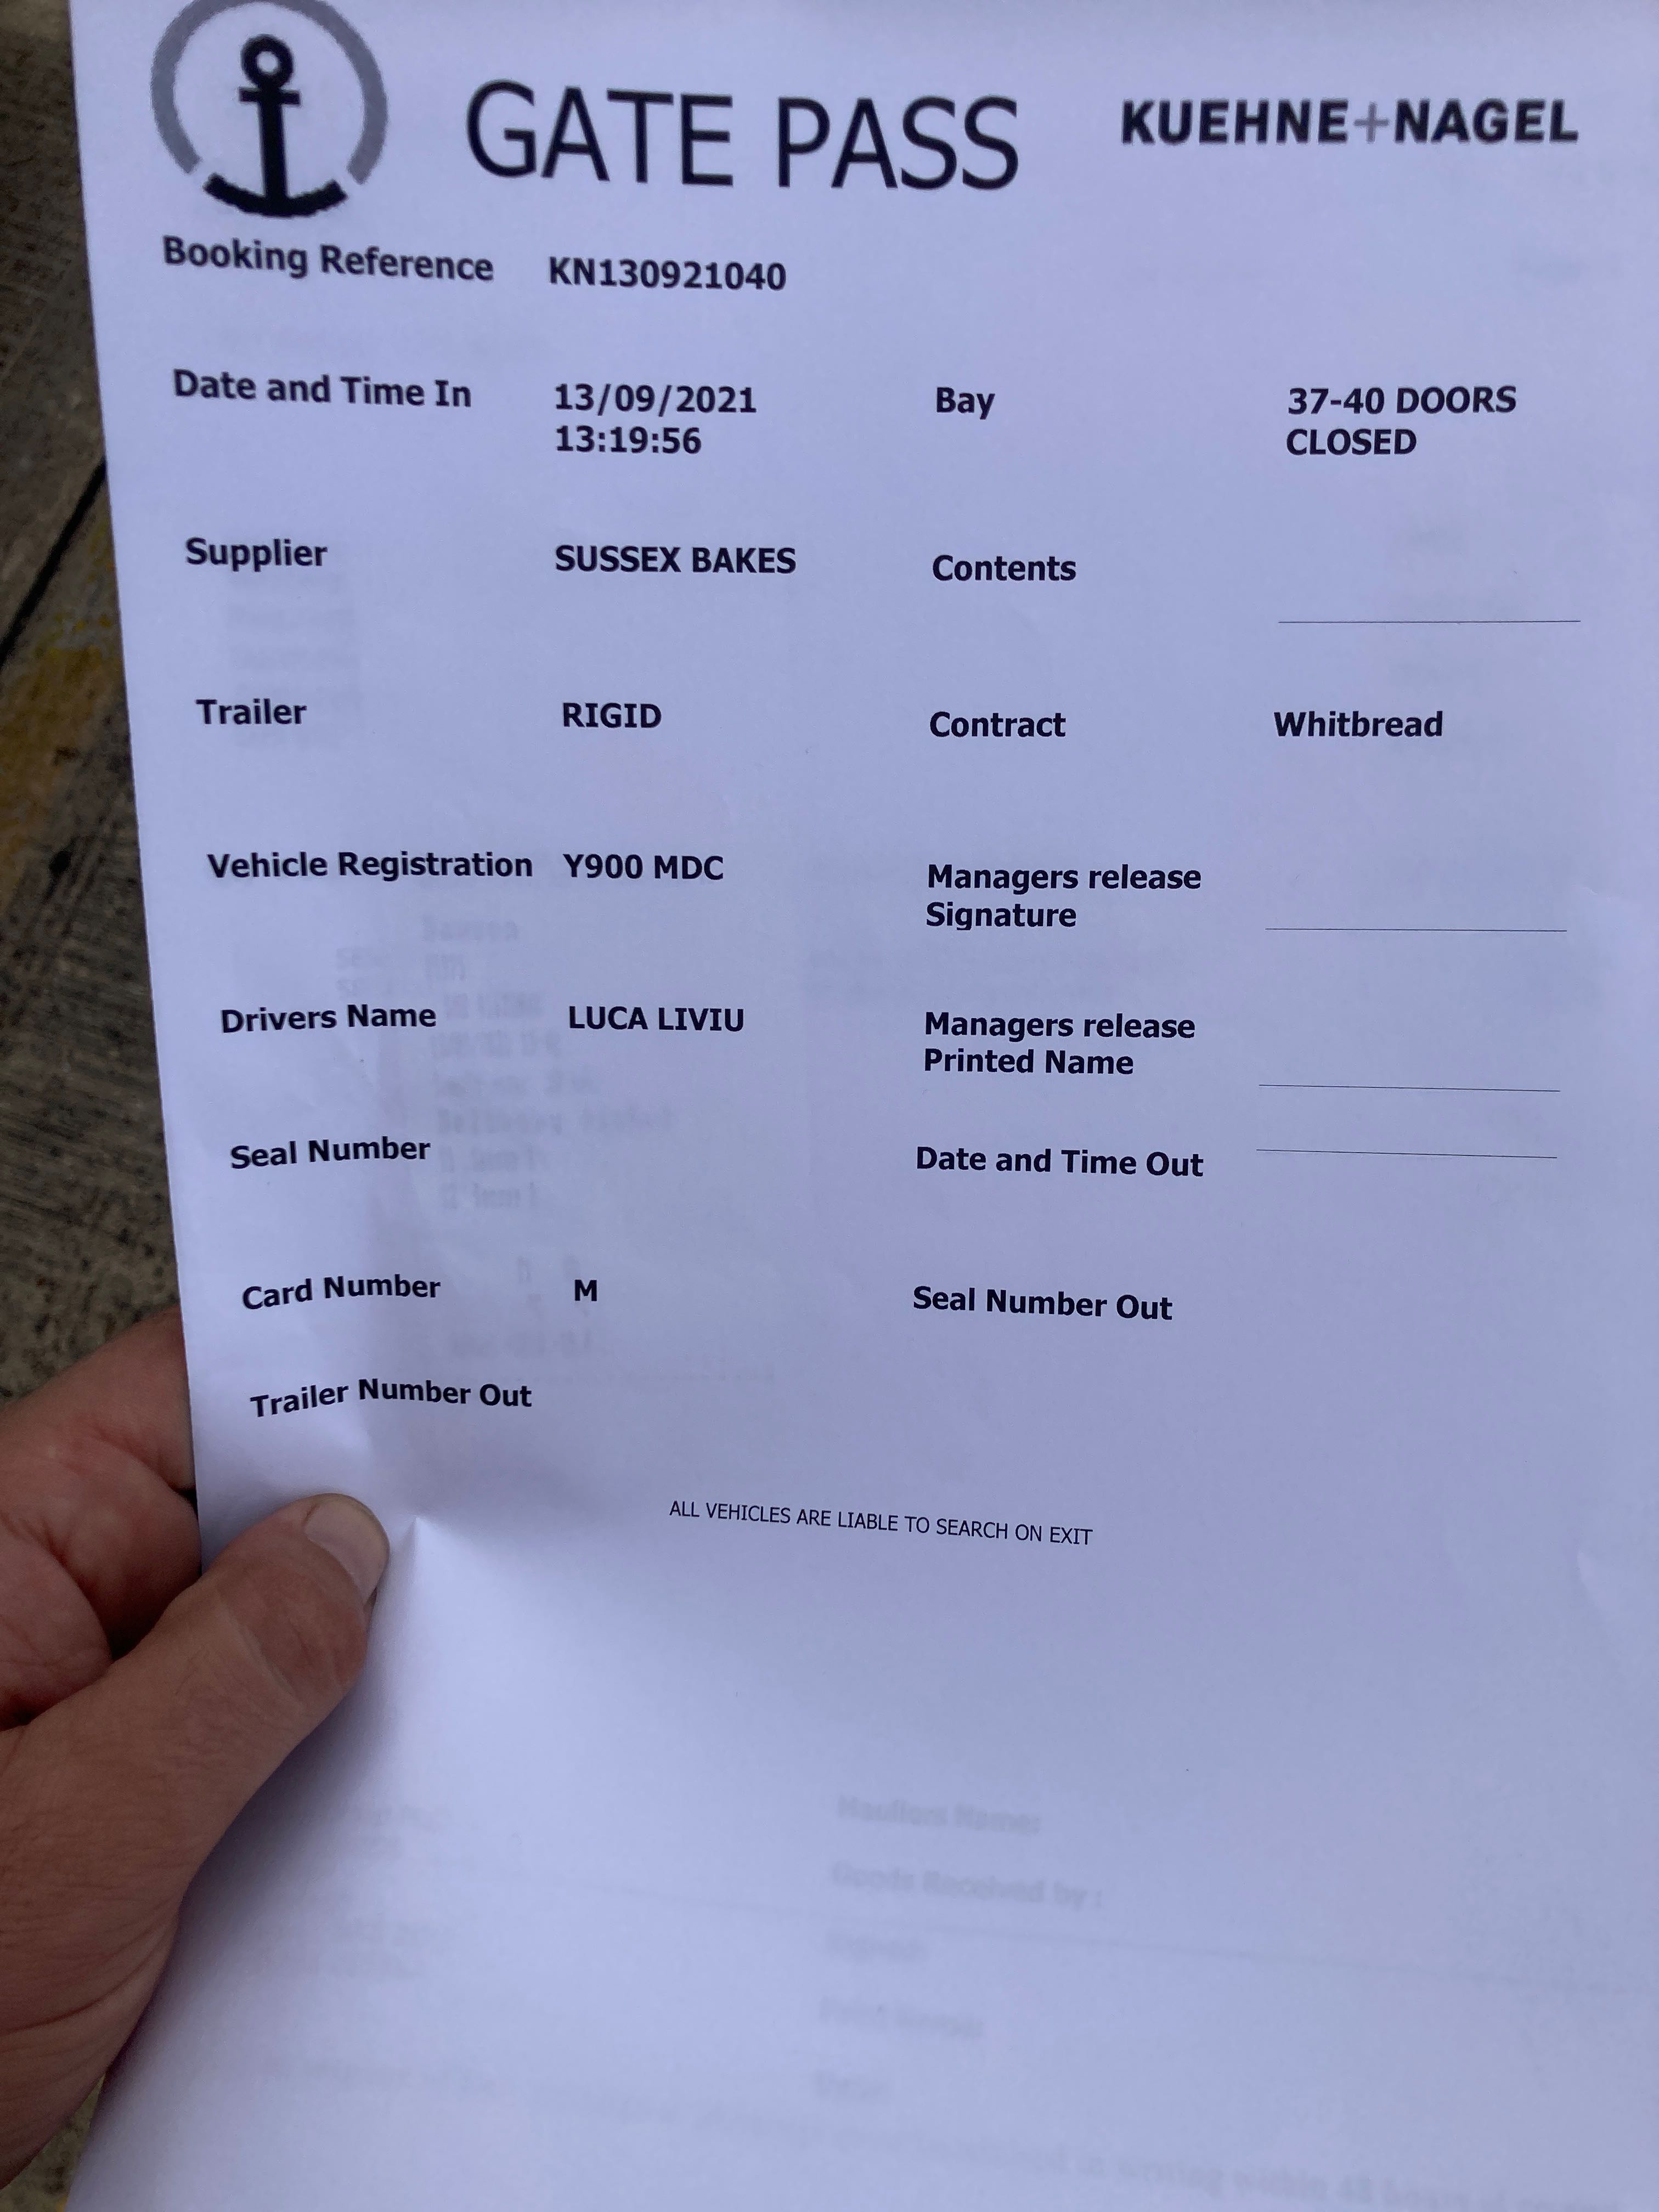 GATE PASS
KUEHNE+NAGEL
Booking Reference KN130921040
Date and Time In 13/09/2021 Bay 37-40 DOORS
13:19:56 CLOSED
Supplier SUSSEX BAKES Contents
Trailer RIGID Contract Whitbread
Vehicle Registration Y900 MDC Managers release
Signature
Drivers Name LUCA LIVIU Managers release
Printed Name
Seal Number Date and Time Out
Card Number M Seal Number Out
Trailer Number Out
ALL VEHICLES ARE LIABLE TO SEARCH ON EXIT
Goods Received by :